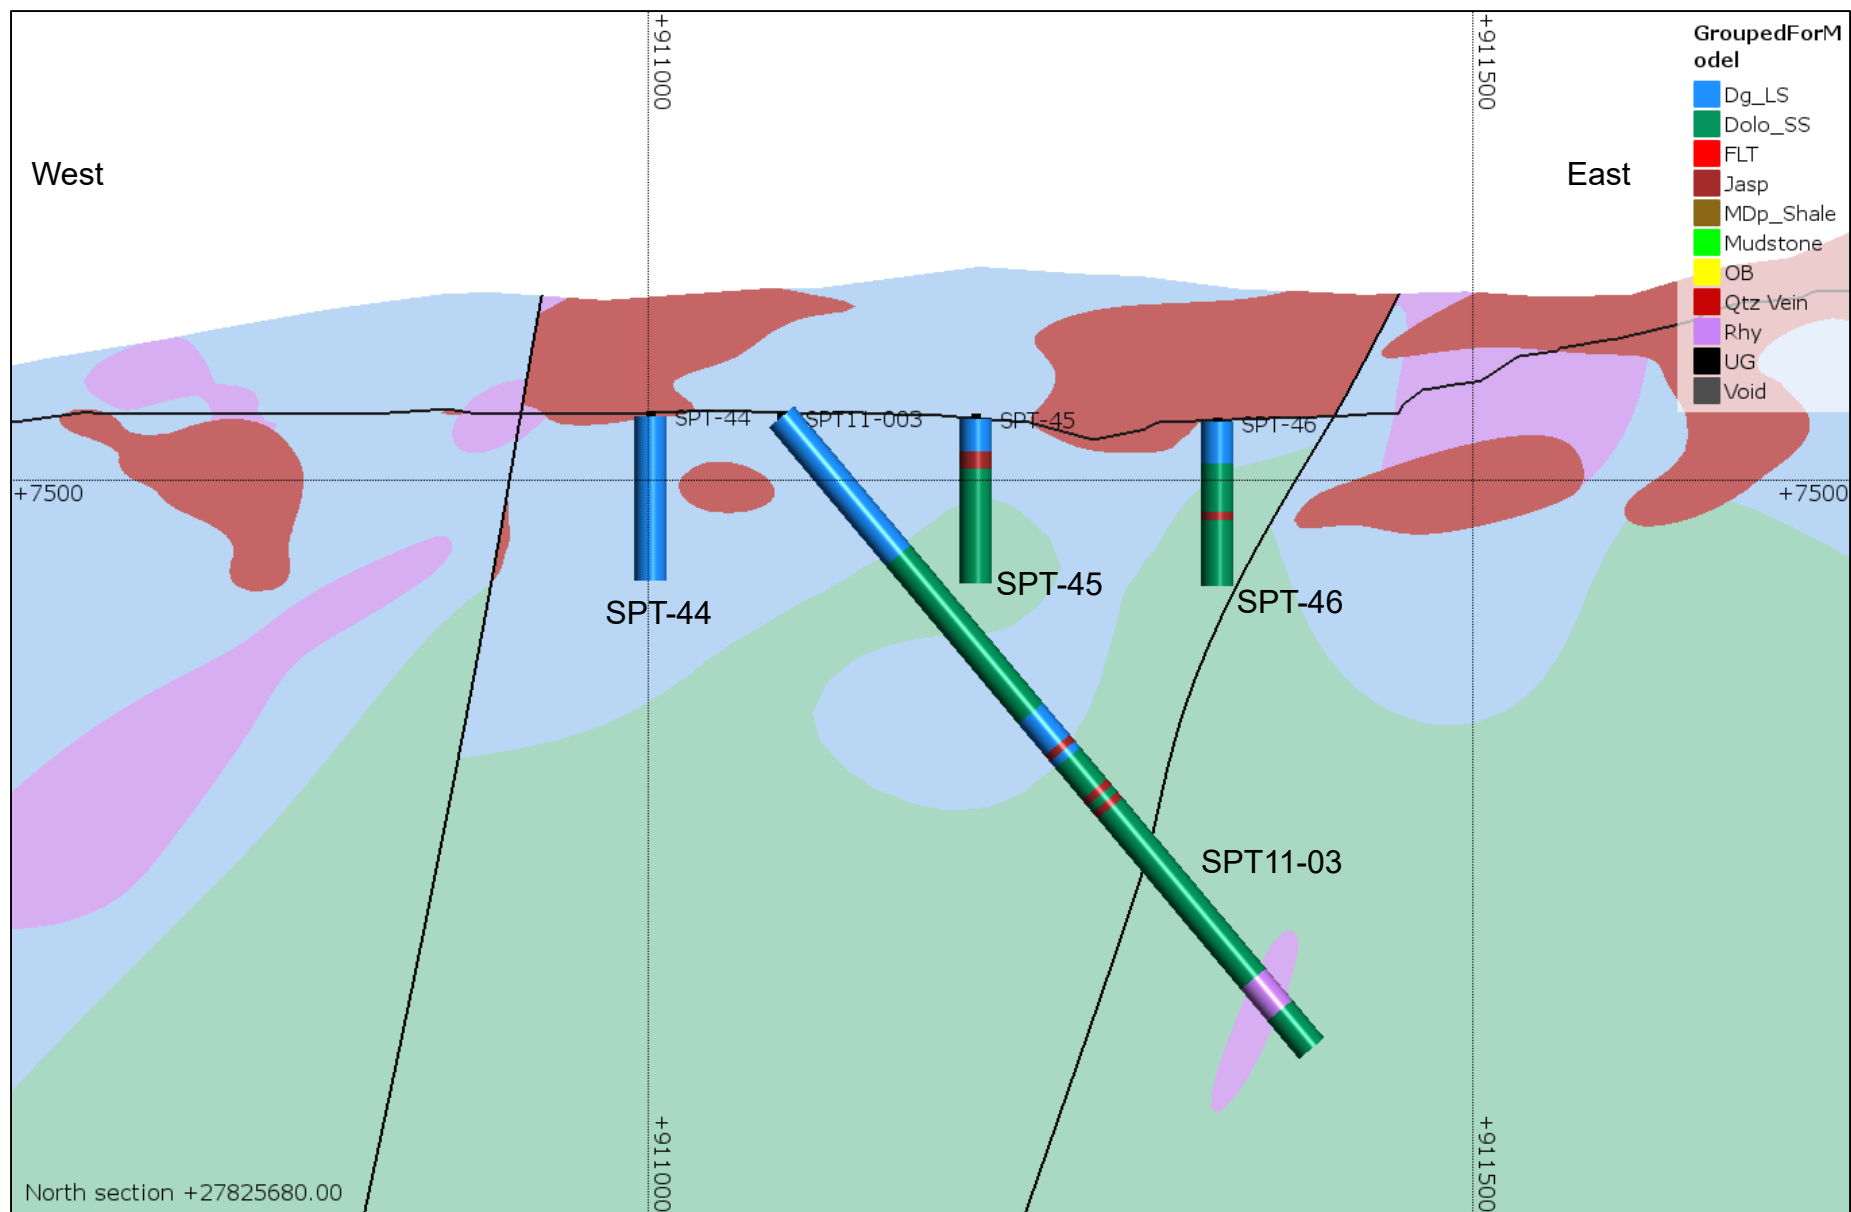 +911000
+911500
GroupedForM
odel
Dg_LS
Dolo_SS
FLT
Jasp
MDp_Shale
Mudstone
OB
Qtz Vein
Rhy
UG
Void
West
East
SPT-44
SPT11-003
SPT-45
SPT-46
+7500
+7500
SPT-45
SPT-46
SPT-44
SPT11-03
+911000
+911500
North section +27825680.00